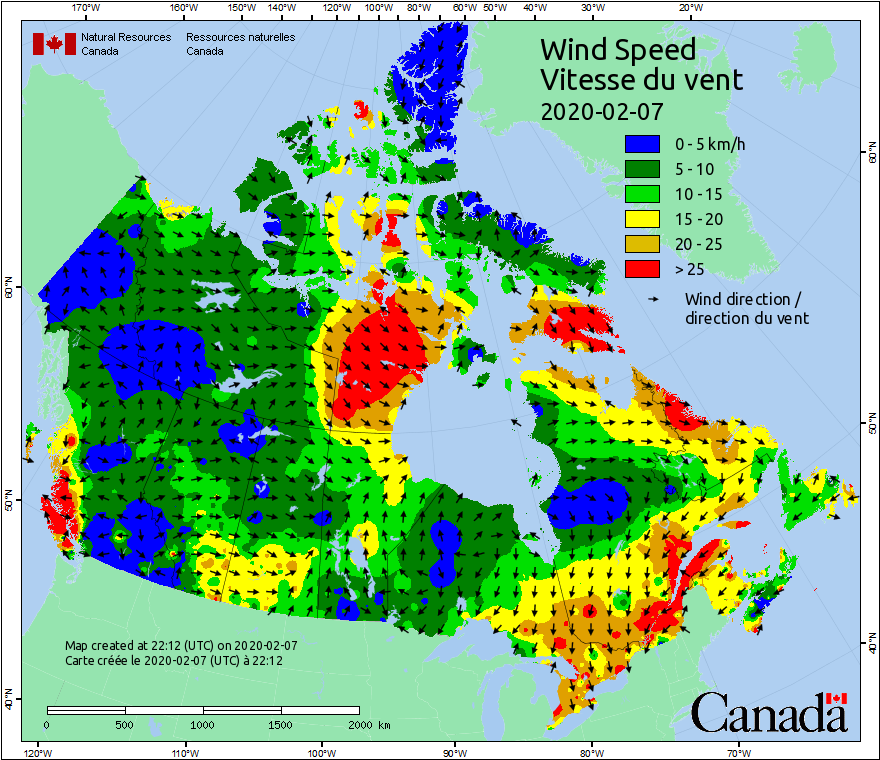 170°W 160°W 150°W 140°W 120°W 100°W 80°W 60°W 50°W 40°W 30°W 20°W
Natural Resources Ressources naturelles
Canada Canada
Wind Speed
Vitesse du vent
2020-02-07
0 - 5 km/h
5 - 10
10 - 15
15 - 20
20 - 25
> 25
Wind direction /
direction du vent
60°N
60°N
50°N
50°N
40°N
40°N
Map created at 22:12 (UTC) on 2020-02-07
Carte créée le 2020-02-07 (UTC) à 22:12
0 500 1000 1500 2000 km
Canada
120°W 110°W 100°W 90°W 80°W 70°W